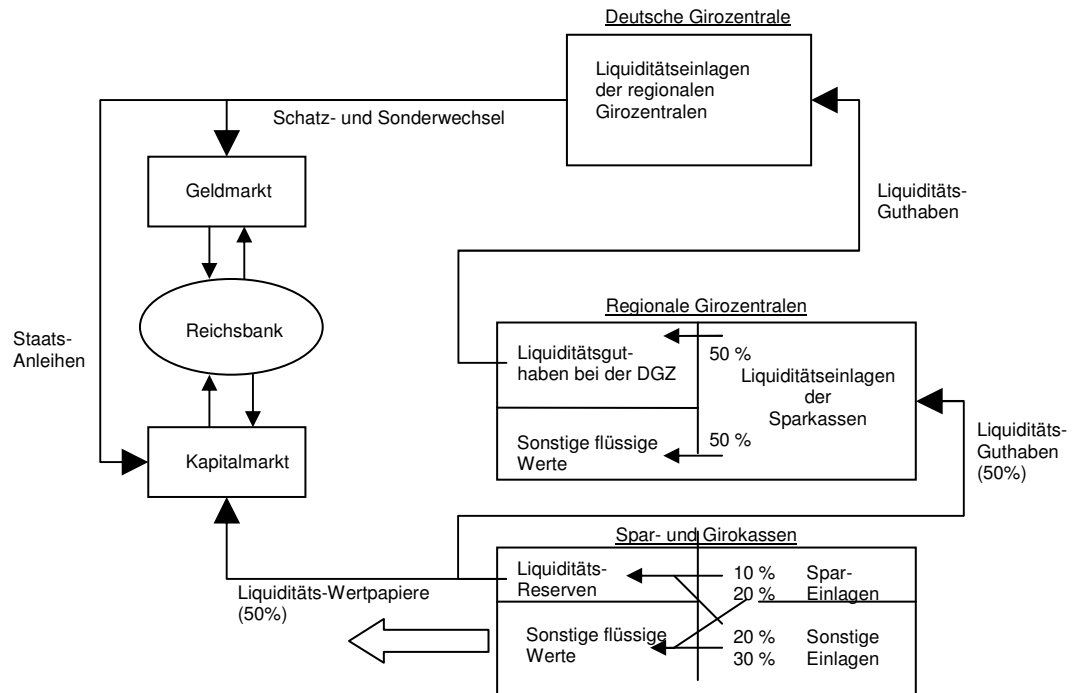 Deutsche Girozentrale
Liquiditätseinlagen
der regionalen
Girozentralen
Schatz- und Sonderwechsel
Geldmarkt
Liquiditäts-
Guthaben
Reichsbank
Staats-
Anleihen
Regionale Girozentralen
Liquiditätsgut-
haben bei der DGZ
50 %
Liquiditätseinlagen
der
Sparkassen
Sonstige flüssige
Werte
50 %
Liquiditäts-
Guthaben
(50%)
Kapitalmarkt
Spar- und Girokassen
Liquiditäts-
Reserven
10 % Spar-
20 % Einlagen
Liquiditäts-Wertpapiere
(50%)
Sonstige flüssige
Werte
20 % Sonstige
30 % Einlagen